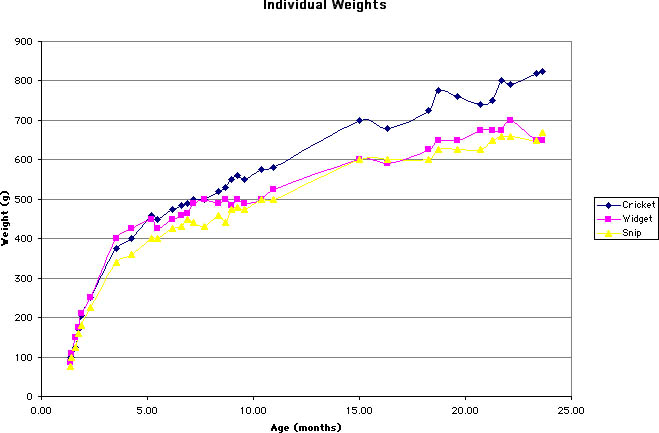 Individual Weights
900
800
700
600
500
400
300
200
100
0
Weight (g)
0.00 5.00 10.00 15.00 20.00 25.00
Age (months)
Cricket
Widget
Snip